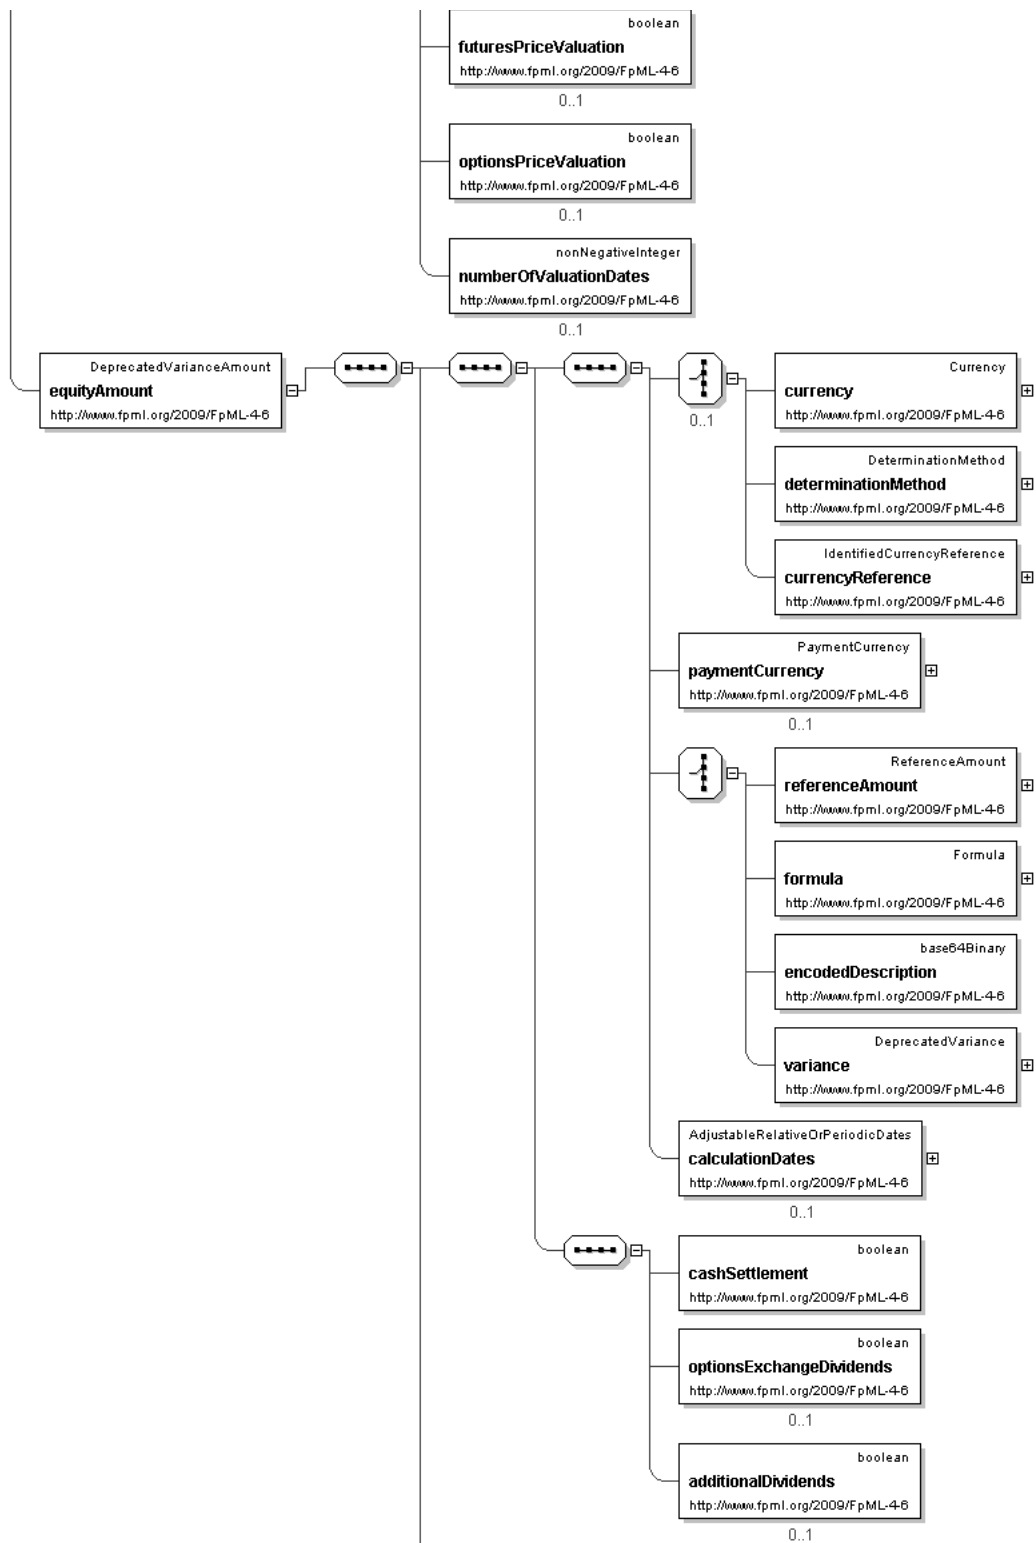 boolean
futuresPriceValuation
http://www.fpml.org/2009/FpML-4-6
0..1
boolean
optionsPriceValuation
http://www.fpml.org/2009/FpML-4-6
0..1
nonNegativeInteger
numberOfValuationDates
http://www.fpml.org/2009/FpML-4-6
0..1
DeprecatedVarianceAmount
equityAmount
http://www.fpml.org/2009/FpML-4-6
0..1
Currency
currency
http://www.fpml.org/2009/FpML-4-6
DeterminationMethod
determinationMethod
http://www.fpml.org/2009/FpML-4-6
IdentifiedCurrencyReference
currencyReference
http://www.fpml.org/2009/FpML-4-6
PaymentCurrency
paymentCurrency
http://www.fpml.org/2009/FpML-4-6
0..1
ReferenceAmount
referenceAmount
http://www.fpml.org/2009/FpML-4-6
Formula
formula
http://www.fpml.org/2009/FpML-4-6
base64Binary
encodedDescription
http://www.fpml.org/2009/FpML-4-6
DeprecatedVariance
variance
http://www.fpml.org/2009/FpML-4-6
AdjustableRelativeOrPeriodicDates
calculationDates
http://www.fpml.org/2009/FpML-4-6
0..1
boolean
cashSettlement
http://www.fpml.org/2009/FpML-4-6
boolean
optionsExchangeDividends
http://www.fpml.org/2009/FpML-4-6
0..1
boolean
additionalDividends
http://www.fpml.org/2009/FpML-4-6
0..1